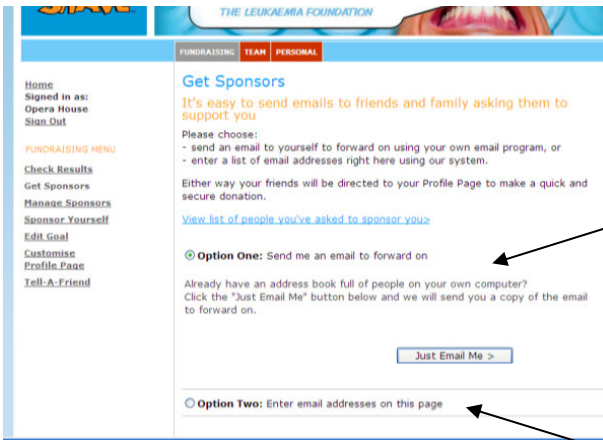 SHAVE
THE LEUKAEMIA FOUNDATION
FUNDRAISING TEAM PERSONAL
Home
Signed in as:
Opera House
Sign Out
FUNDRAISING MENU
Check Results
Get Sponsors
Manage Sponsors
Sponsor Yourself
Edit Goal
Customise
Profile Page
Tell-A-Friend
Get Sponsors
It's easy to send emails to friends and family asking them to
support you
Please choose:
- send an email to yourself to forward on using your own email program, or
- enter a list of email addresses right here using our system.
Either way your friends will be directed to your Profile Page to make a quick and
secure donation.
View list of people you've asked to sponsor you>
Option One: Send me an email to forward on
Already have an address book full of people on your own computer?
Click the "Just Email Me" button below and we will send you a copy of the email
to forward on.
Just Email Me >
Option Two: Enter email addresses on this page